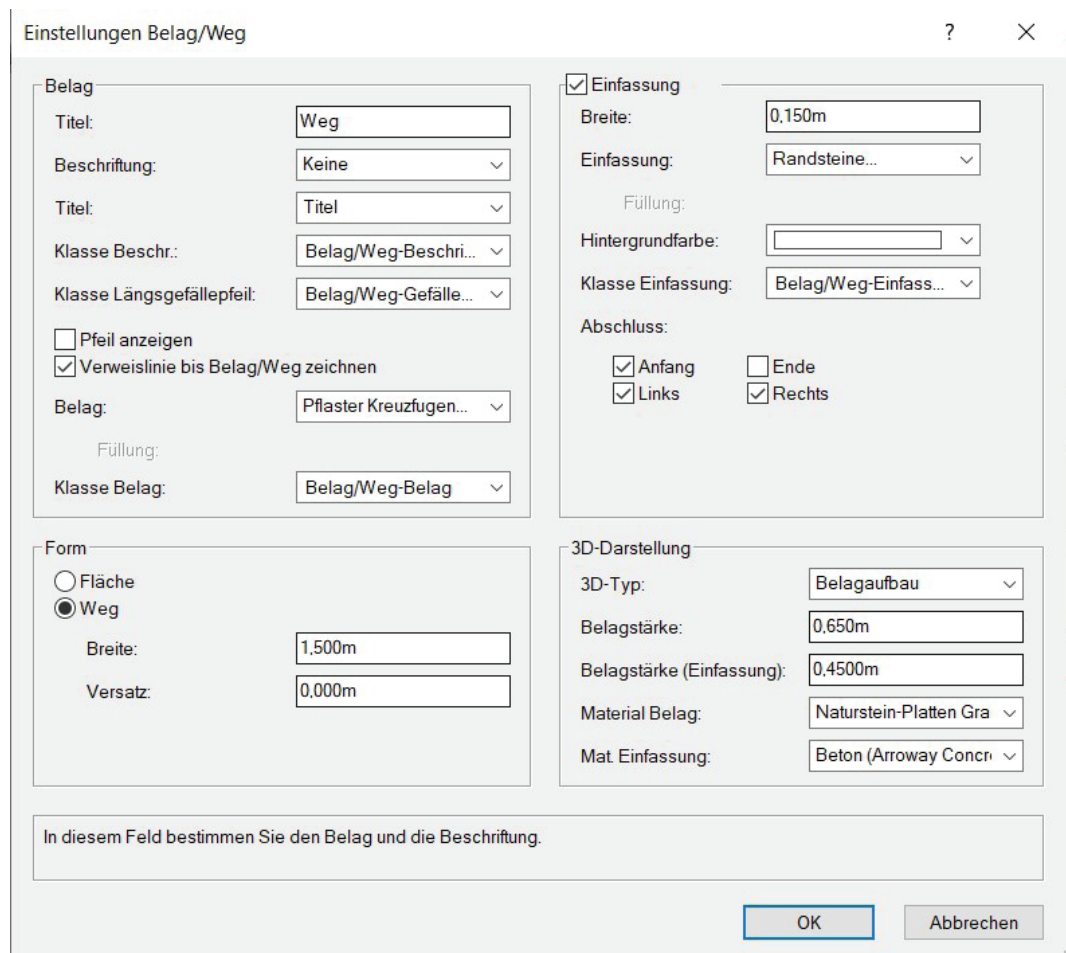 Einstellungen Belag/Weg
?
Belag
Titel: Weg
Beschriftung: Keine
Titel: Titel
Klasse Beschr.: Belag/Weg-Beschri...
Klasse Längsgefällepfeil: Belag/Weg-Gefälle...
Pfeil anzeigen
Verweislinie bis Belag/Weg zeichnen
Belag: Pflaster Kreuzfugen...
Füllung:
Klasse Belag: Belag/Weg-Belag
Einfassung
Breite: 0,150m
Einfassung: Randsteine...
Füllung:
Hintergrundfarbe:
Klasse Einfassung: Belag/Weg-Einfass...
Abschluss:
Anfang Ende
Links Rechts
Form
Fläche
Weg
Breite: 1,500m
Versatz: 0,000m
3D-Darstellung
3D-Typ: Belagaufbau
Belagstärke: 0,650m
Belagstärke (Einfassung): 0,4500m
Material Belag: Naturstein-Platten Gra
Mat. Einfassung: Beton (Arroway Concr
In diesem Feld bestimmen Sie den Belag und die Beschriftung.
OK Abbrechen